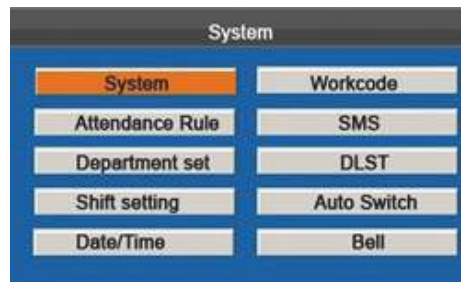 System
System
Workcode
Attendance Rule
SMS
Department set
DLST
Shift setting
Auto Switch
Date/Time
Bell